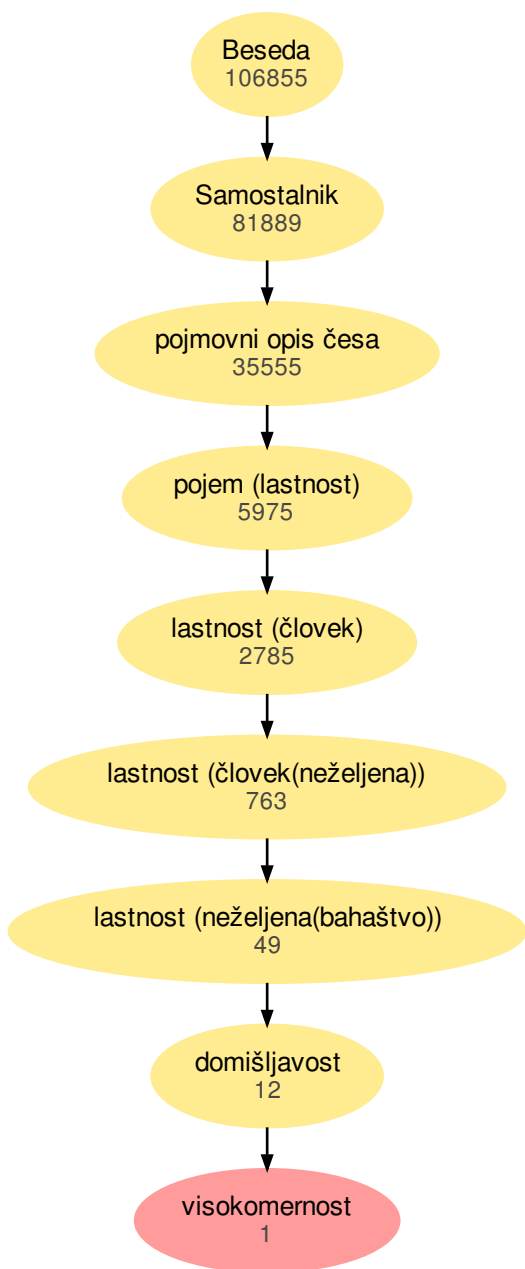 Beseda
106855
Samostalnik
81889
pojmovni opis česa
35555
pojem (lastnost)
5975
lastnost (človek)
2785
lastnost (človek(neželjena))
763
lastnost (neželjena(bahaštvo))
49
domišljavost
12
visokomernost
1